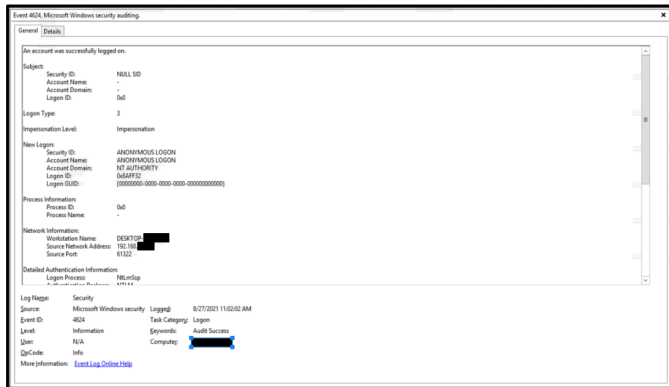 Event 4624, Microsoft Windows security auditing.
General Details
An account was successfully logged on.
Subject:
Security ID: NULL SID
Account Name: -
Account Domain: -
Logon ID: 0x0
Logon Type: 3
Impersonation Level: Impersonation
New Logon:
Security ID: ANONYMOUS LOGON
Account Name: ANONYMOUS LOGON
Account Domain: NT AUTHORITY
Logon ID: 0x8AFF32
Logon GUID: {00000000-0000-0000-0000-000000000000}
Process Information:
Process ID: 0x0
Process Name: -
Network Information:
Workstation Name: DESKTOP-
Source Network Address: 192.168.
Source Port: 61322
Detailed Authentication Information:
Logon Process: NtLmSsp
Log Name: Security
Source: Microsoft Windows security Logged: 8/27/2021 11:02:02 AM
Event ID: 4624 Task Category: Logon
Level: Information Keywords: Audit Success
User: N/A Computer:
OpCode: Info
More Information: Event Log Online Help